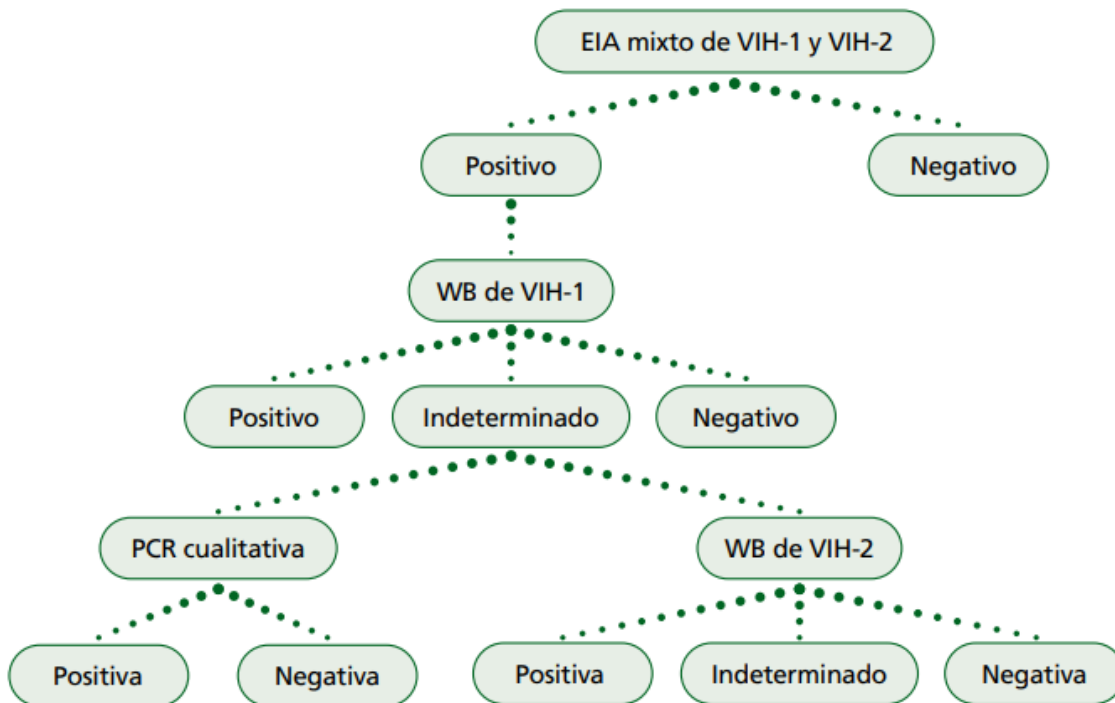 EIA mixto de VIH-1 y VIH-2
Positivo
Negativo
WB de VIH-1
Positivo
Indeterminado
Negativo
PCR cualitativa
WB de VIH-2
Positiva
Negativa
Positiva
Indeterminado
Negativa